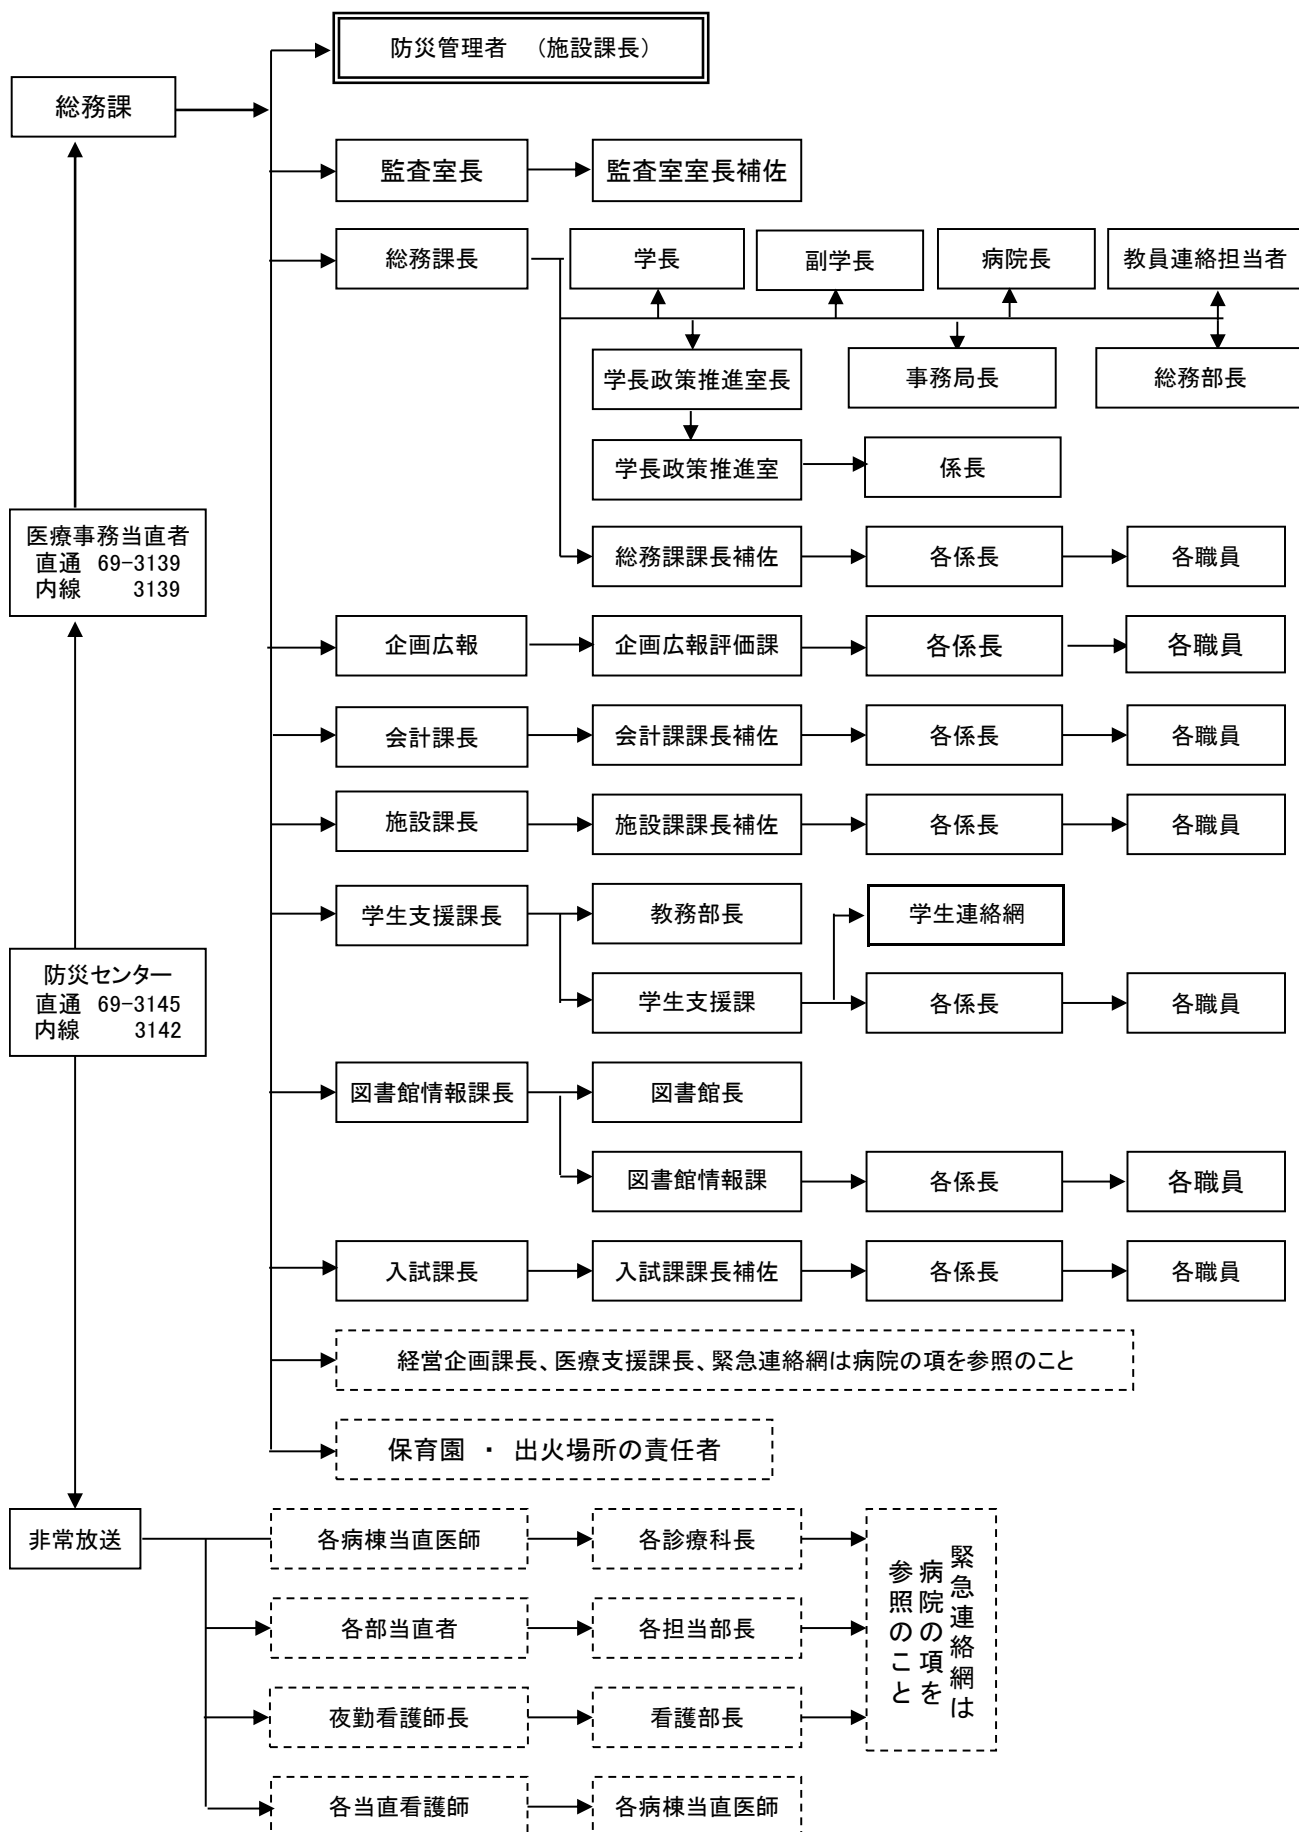 防災管理者　（施設課長）
総務課
監査室長
監査室室長補佐
総務課長
学長
副学長
病院長
教員連絡担当者
学長政策推進室長
事務局長
総務部長
学長政策推進室
係長
医療事務当直者
直通 69-3139
内線 3139
総務課課長補佐
各係長
各職員
企画広報
企画広報評価課
各係長
各職員
会計課長
会計課課長補佐
各係長
各職員
施設課長
施設課課長補佐
各係長
各職員
学生支援課長
教務部長
学生連絡網
防災センター
直通 69-3145
内線 3142
学生支援課
各係長
各職員
図書館情報課長
図書館長
図書館情報課
各係長
各職員
入試課長
入試課課長補佐
各係長
各職員
経営企画課長、医療支援課長、緊急連絡網は病院の項を参照のこと
保育園 ・ 出火場所の責任者
非常放送
各病棟当直医師
各診療科長
緊急連絡網は
病院の項を
参照のこと
各部当直者
各担当部長
夜勤看護師長
看護部長
各当直看護師
各病棟当直医師